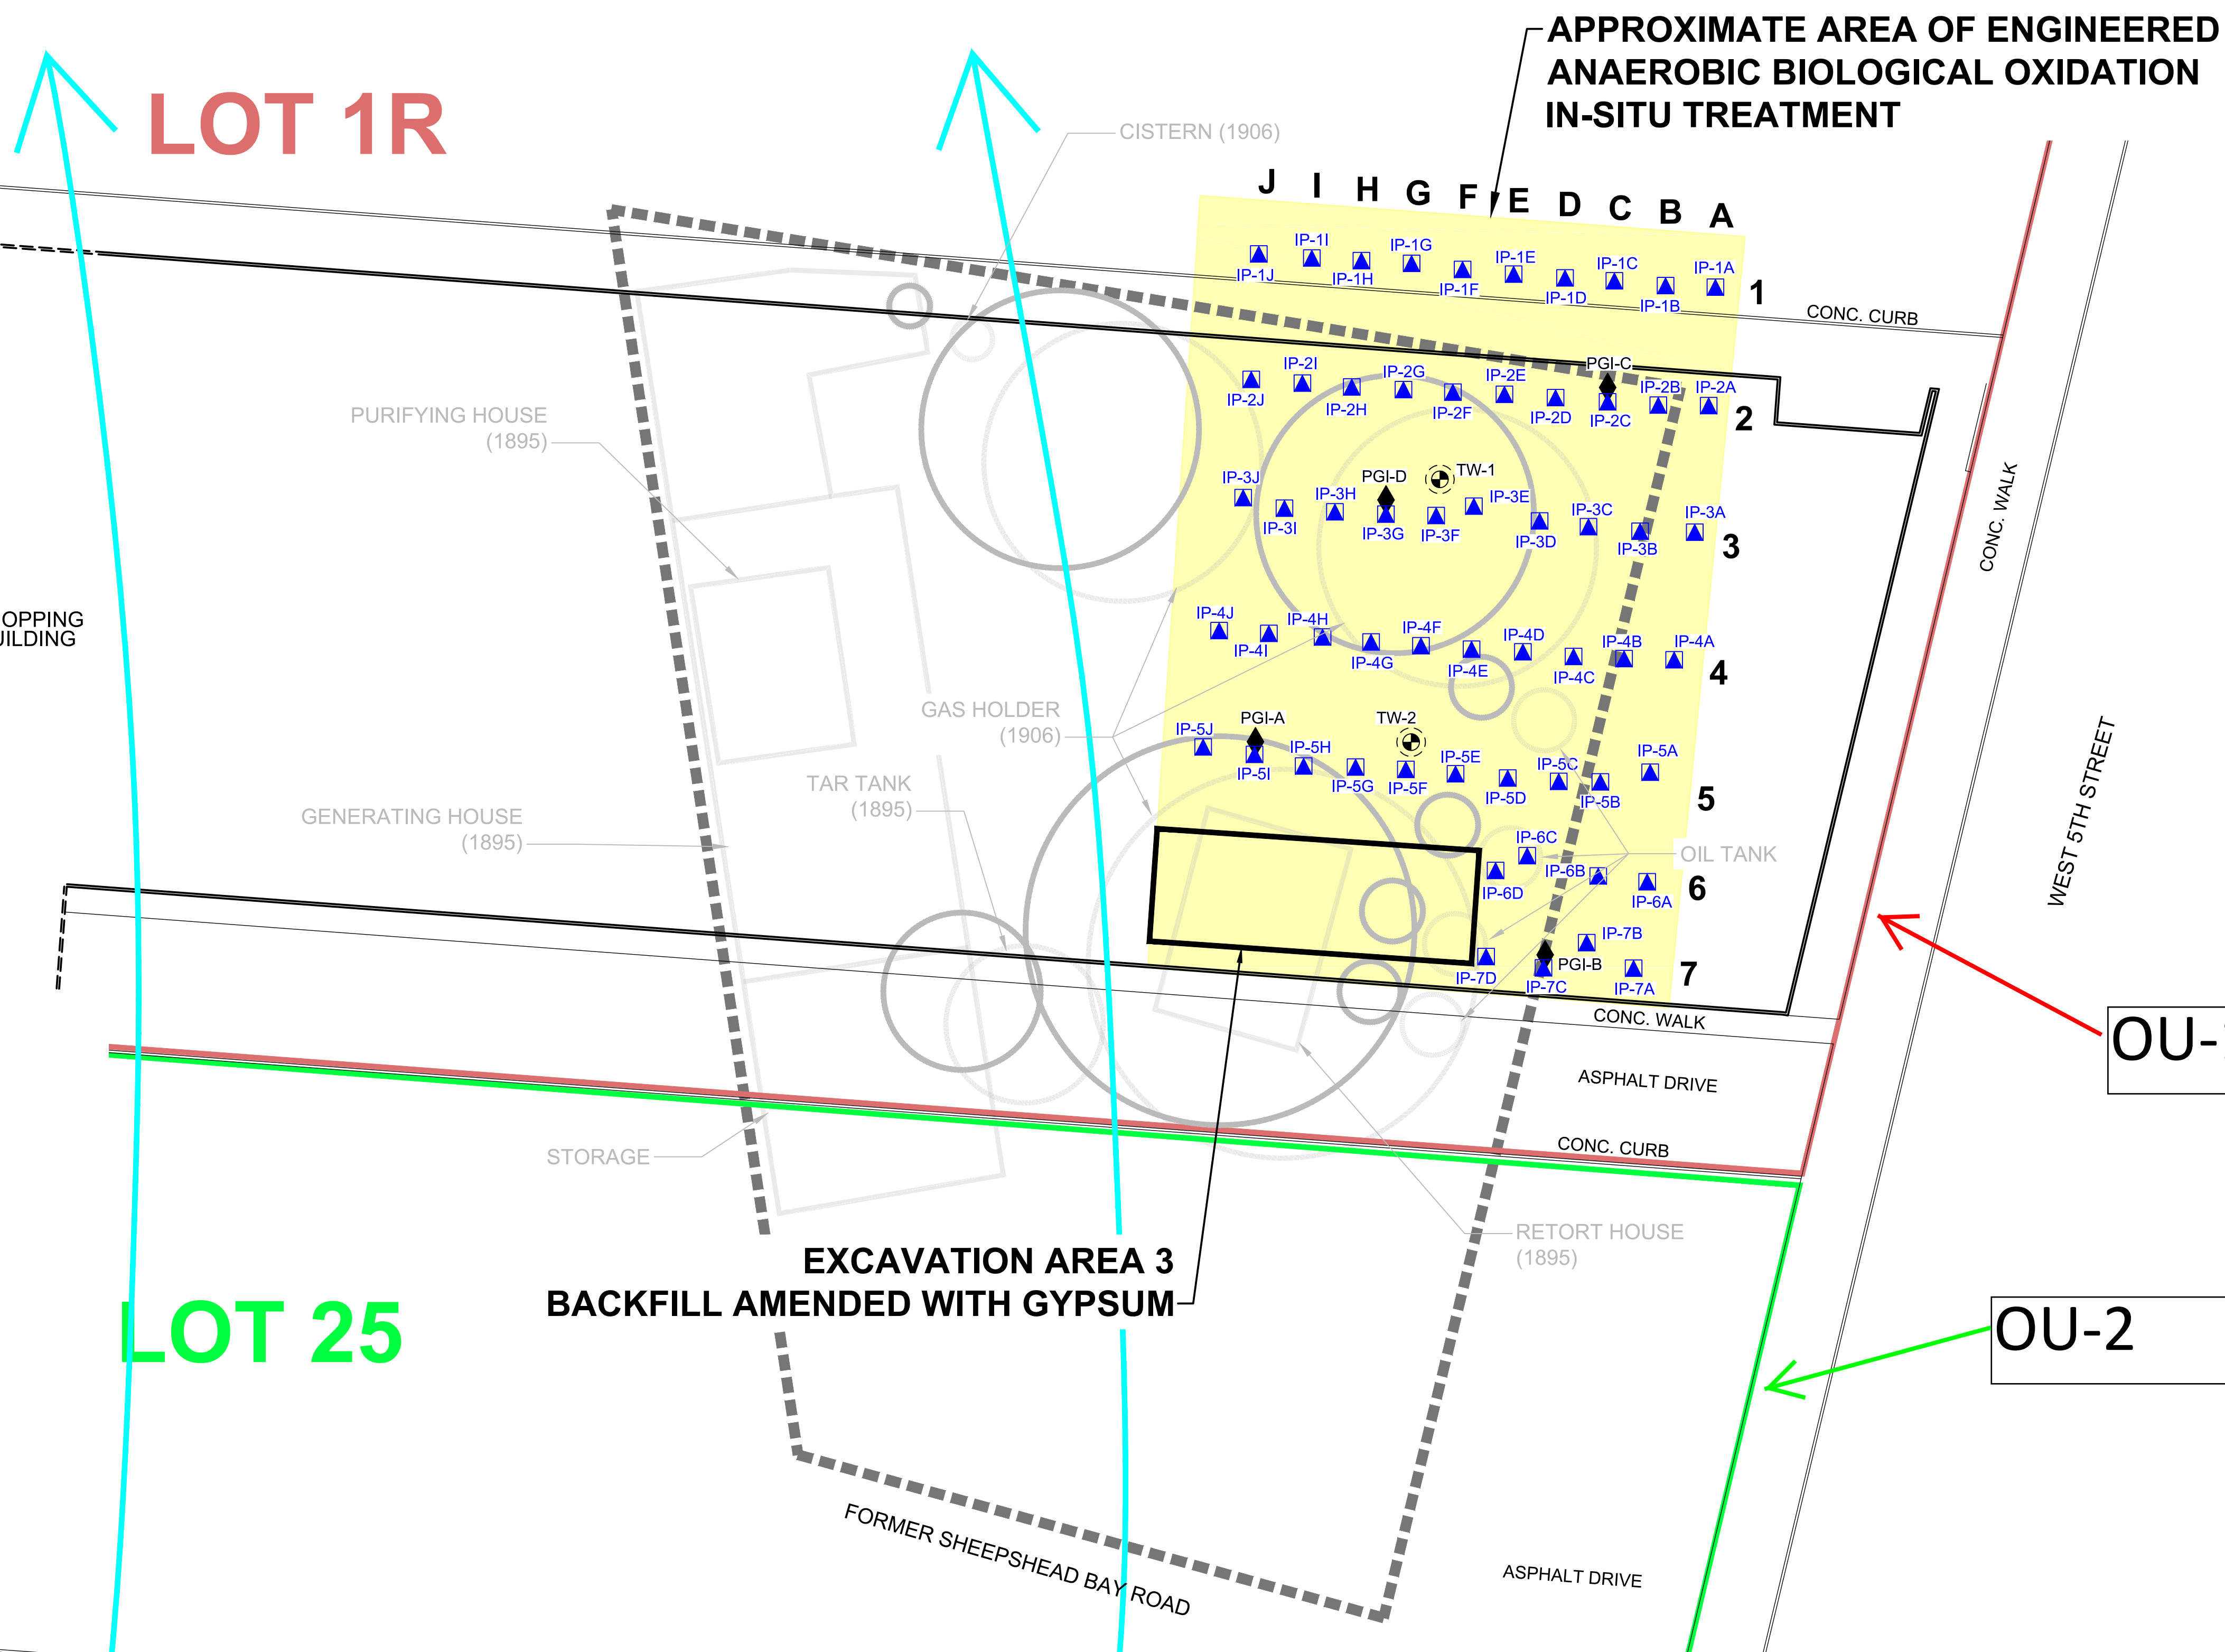 APPROXIMATE AREA OF ENGINEERED
ANAEROBIC BIOLOGICAL OXIDATION
IN-SITU TREATMENT
LOT 1R
CISTERN (1906)
J I H G F E D C B A
IP-1J
IP-1I
IP-1H
IP-1G
IP-1F
IP-1E
IP-1D
IP-1C
IP-1B
IP-1A
1
CONC. CURB
PGI-C
IP-2J
IP-2I
IP-2H
IP-2G
IP-2F
IP-2E
IP-2D
IP-2C
IP-2B
IP-2A
2
PURIFYING HOUSE
(1895)
PGI-D
TW-1
IP-3J
IP-3I
IP-3H
IP-3G
IP-3F
IP-3E
IP-3D
IP-3C
IP-3B
IP-3A
3
CONC. WALK
OPPING
UILDING
IP-4J
IP-4I
IP-4H
IP-4G
IP-4F
IP-4E
IP-4D
IP-4C
IP-4B
IP-4A
4
GAS HOLDER
(1906)
PGI-A
TW-2
IP-5J
IP-5I
IP-5H
IP-5G
IP-5F
IP-5E
IP-5D
IP-5C
IP-5B
IP-5A
5
WEST 5TH STREET
TAR TANK
(1895)
GENERATING HOUSE
(1895)
IP-6D
IP-6C
IP-6B
IP-6A
6
OIL TANK
IP-7D
IP-7C
PGI-B
IP-7B
IP-7A
7
CONC. WALK
OU-
ASPHALT DRIVE
CONC. CURB
STORAGE
RETORT HOUSE
(1895)
EXCAVATION AREA 3
BACKFILL AMENDED WITH GYPSUM
LOT 25
OU-2
FORMER SHEEPSHEAD BAY ROAD
ASPHALT DRIVE